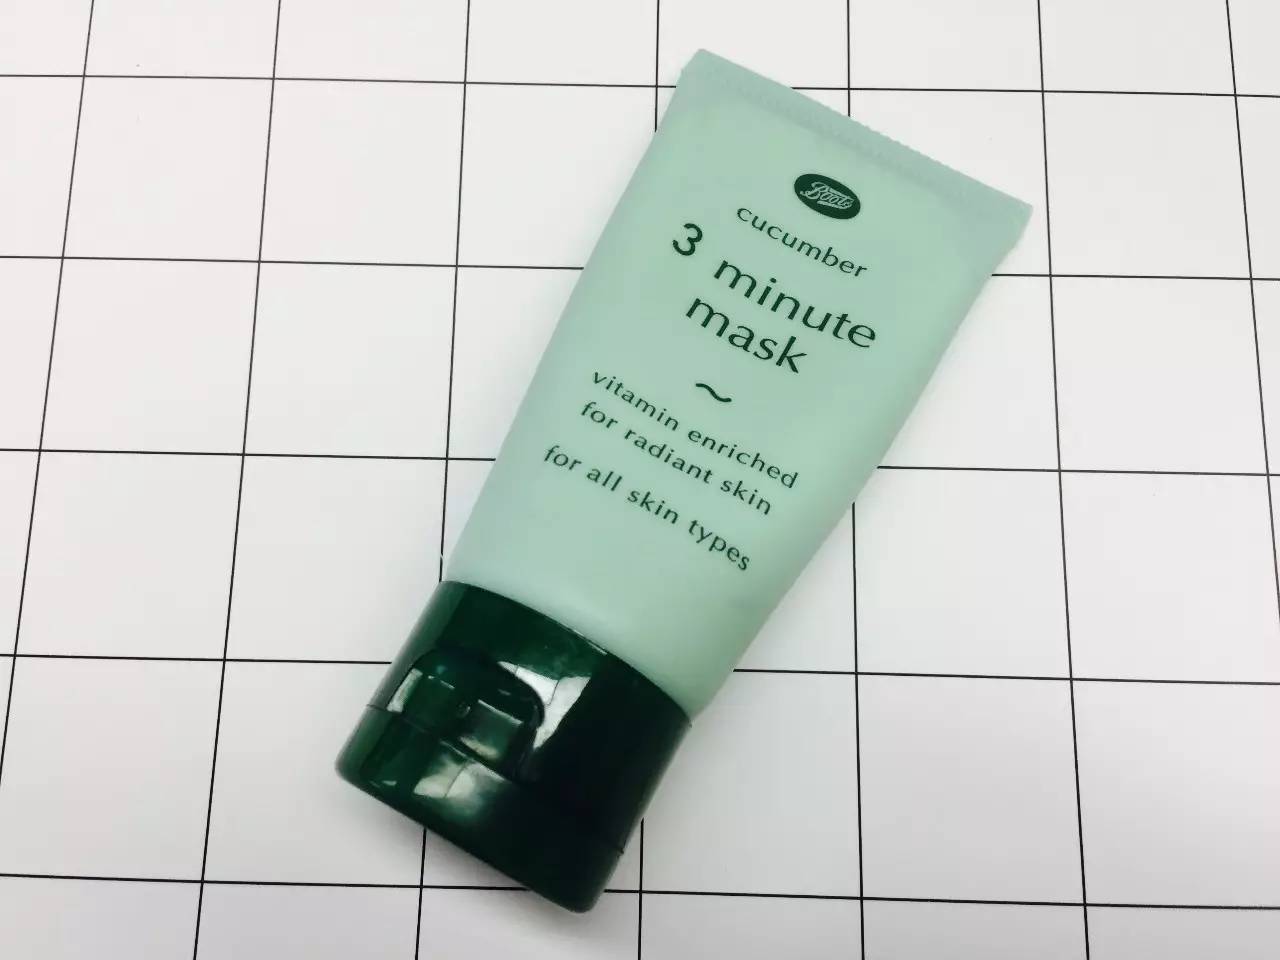 Boots
cucumber
3 minute
mask
~
vitamin enriched
for radiant skin
for all skin types